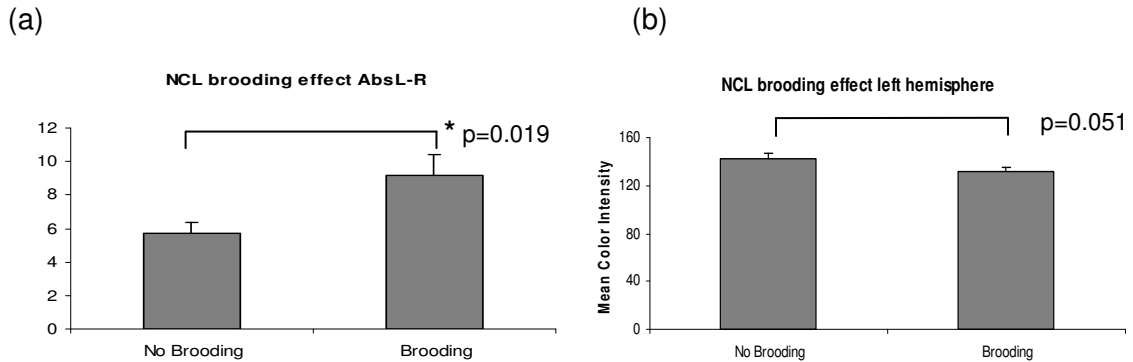 (a)
NCL brooding effect AbsL-R
12
10
8
6
4
2
0
* p=0.019
No Brooding
Brooding
(b)
NCL brooding effect left hemisphere
Mean Color Intensity
160
120
80
40
0
p=0.051
No Brooding
Brooding